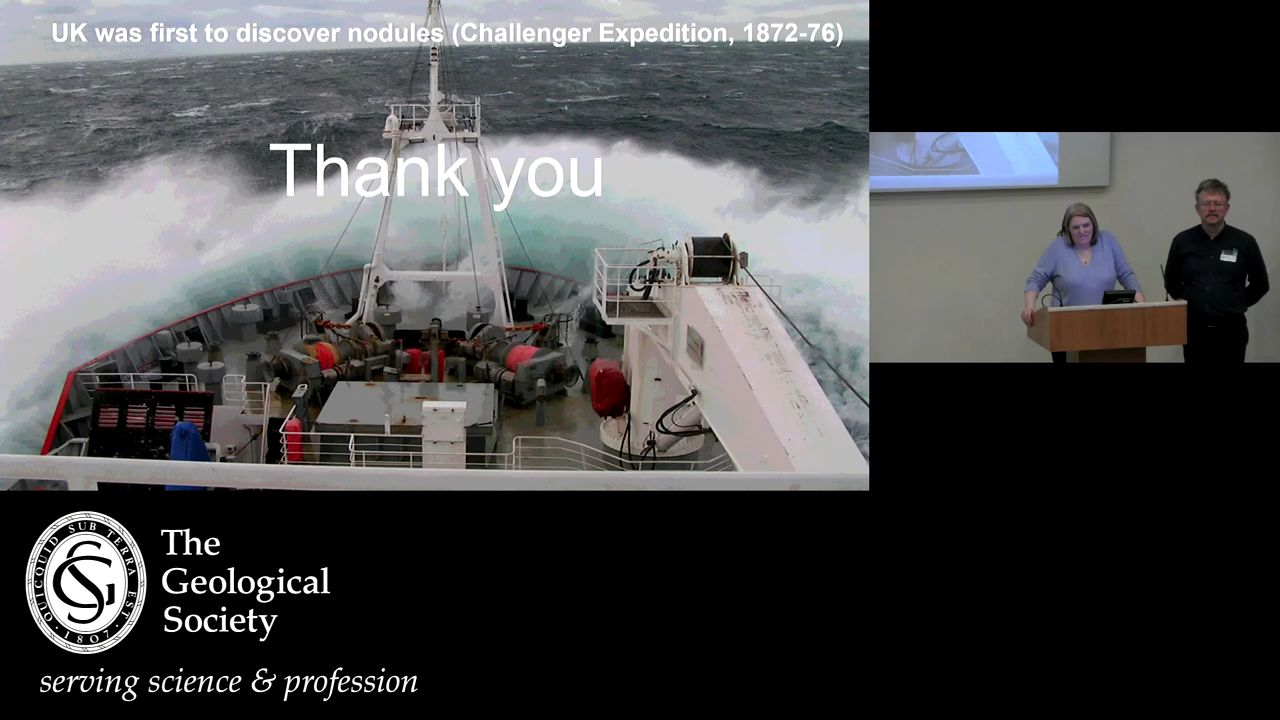 UK was first to discover nodules (Challenger Expedition, 1872-76)
Thank you
QUICQUID SUB TERRA EST
· 1807 ·
The
Geological
Society
serving science & profession